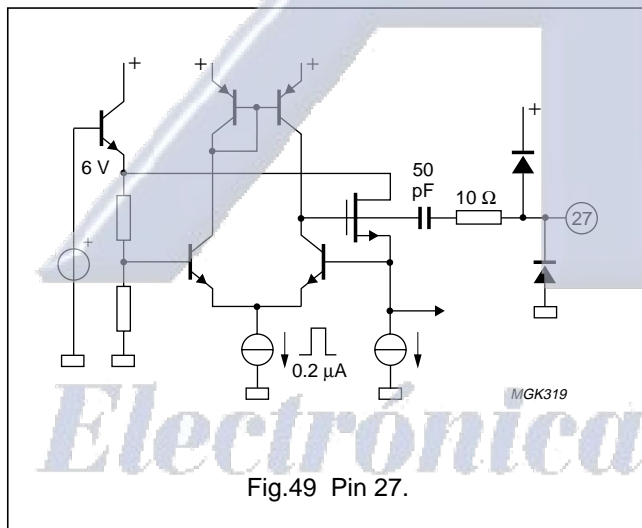 +
+
+
+
6 V
50
pF
10 Ω
27
+
0.2 µA
MGK319
Electrónica
Fig.49 Pin 27.